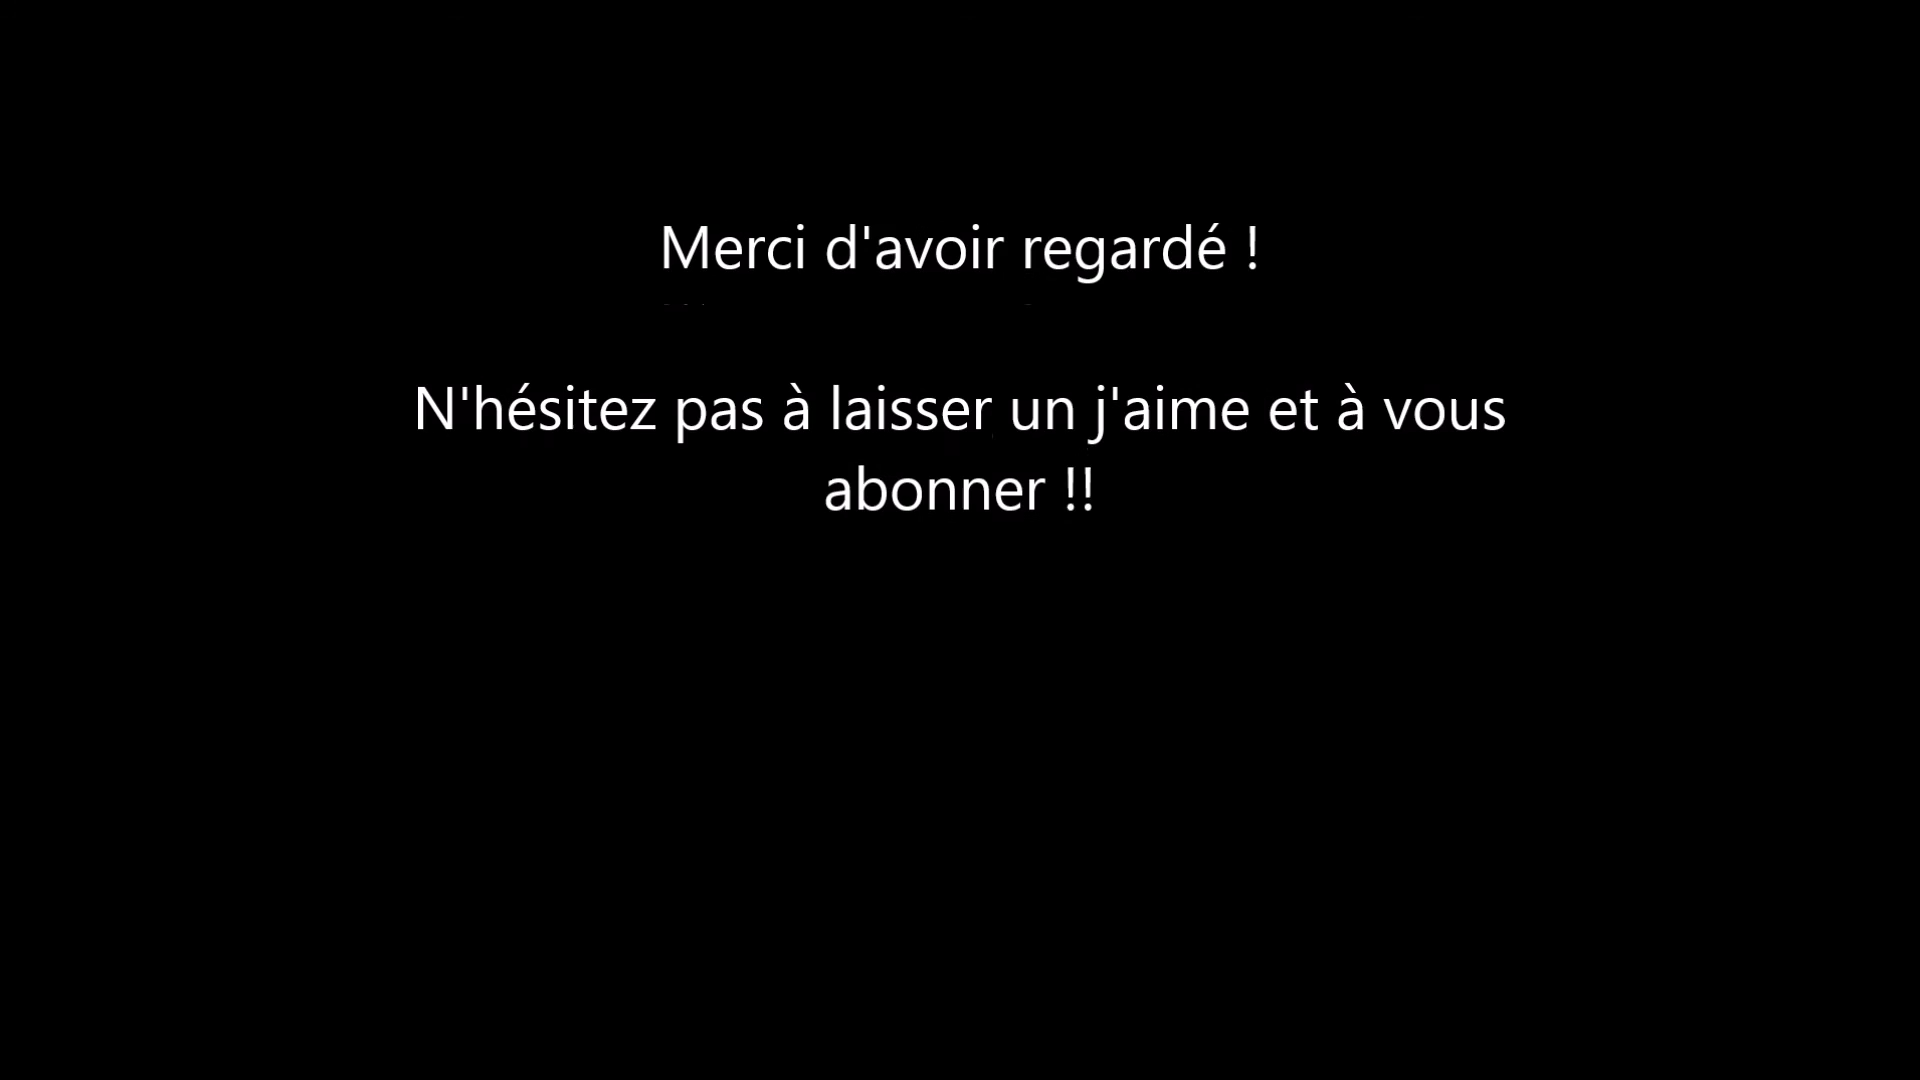 Merci d'avoir regardé !
N'hésitez pas à laisser un j'aime et à vous
abonner !!